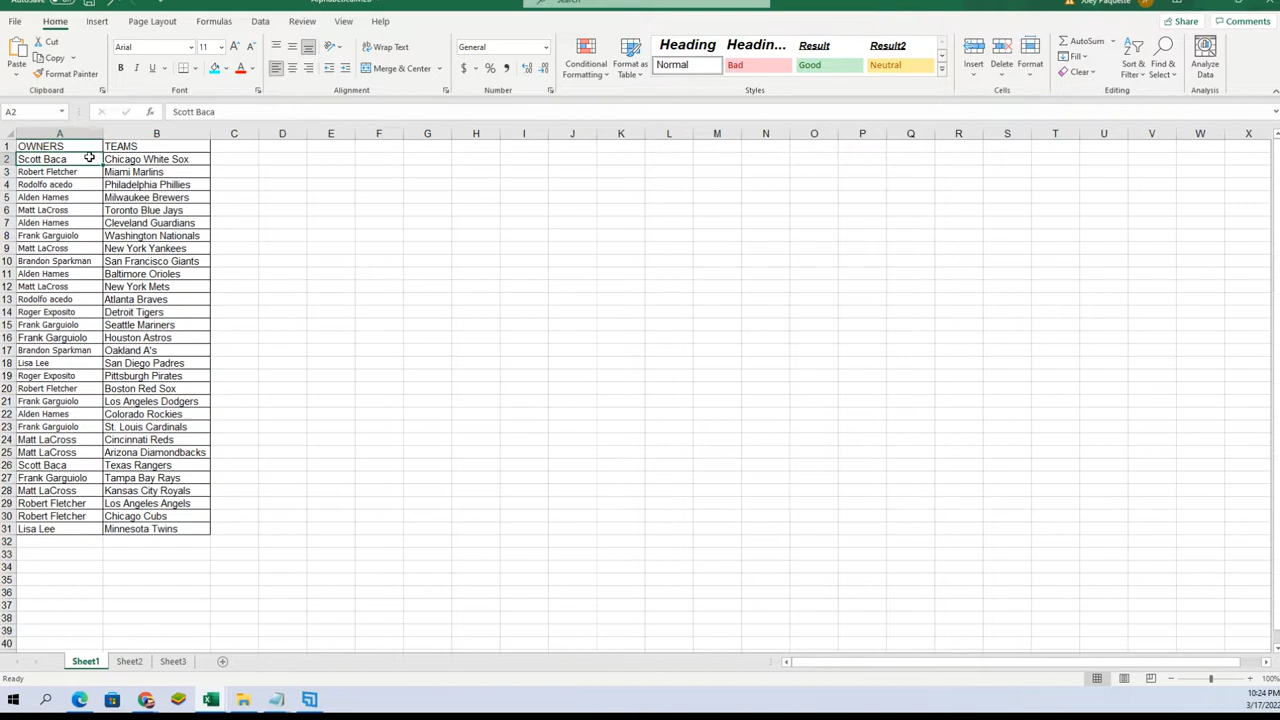 AutoSave Off
Joey Paquette
File Home Insert Page Layout Formulas Data Review View Help Share Comments
Paste Cut Copy Format Painter
Clipboard
Arial 11
B I U
Font
Wrap Text
Merge & Center
Alignment
General
$ % 9
Number
Conditional Formatting Format as Table
Heading Headin... Result Result2
Normal Bad Good Neutral
Styles
Insert Delete Format
Cells
AutoSum Fill Clear
Sort & Filter Find & Select
Editing
Analyze Data
Analysis
A2 fx Scott Baca
A B C D E F G H I J K L M N O P Q R S T U V W X
1 OWNERS TEAMS
2 Scott Baca Chicago White Sox
3 Robert Fletcher Miami Marlins
4 Rodolfo acedo Philadelphia Phillies
5 Alden Hames Milwaukee Brewers
6 Matt LaCross Toronto Blue Jays
7 Alden Hames Cleveland Guardians
8 Frank Garguiolo Washington Nationals
9 Matt LaCross New York Yankees
10 Brandon Sparkman San Francisco Giants
11 Alden Hames Baltimore Orioles
12 Matt LaCross New York Mets
13 Rodolfo acedo Atlanta Braves
14 Roger Exposito Detroit Tigers
15 Frank Garguiolo Seattle Mariners
16 Frank Garguiolo Houston Astros
17 Brandon Sparkman Oakland A's
18 Lisa Lee San Diego Padres
19 Roger Exposito Pittsburgh Pirates
20 Robert Fletcher Boston Red Sox
21 Frank Garguiolo Los Angeles Dodgers
22 Alden Hames Colorado Rockies
23 Frank Garguiolo St. Louis Cardinals
24 Matt LaCross Cincinnati Reds
25 Matt LaCross Arizona Diamondbacks
26 Scott Baca Texas Rangers
27 Frank Garguiolo Tampa Bay Rays
28 Matt LaCross Kansas City Royals
29 Robert Fletcher Los Angeles Angels
30 Robert Fletcher Chicago Cubs
31 Lisa Lee Minnesota Twins
32
33
34
35
36
37
38
39
40
Sheet1 Sheet2 Sheet3
Ready 100%
10:24 PM